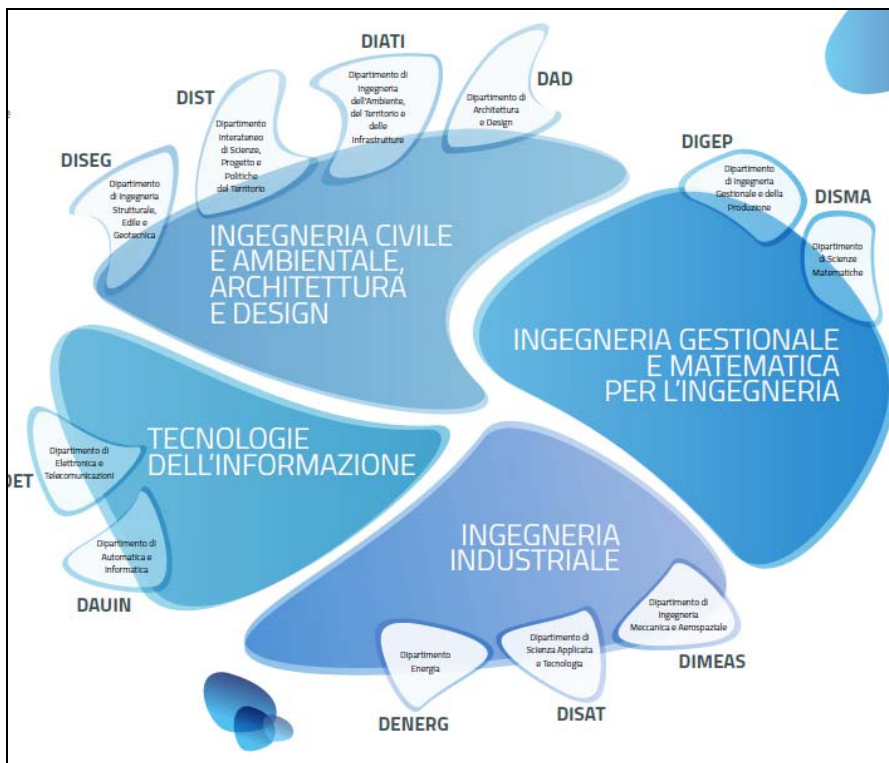 DIATI
Dipartimento di
Ingegneria
dell'Ambiente,
del Territorio e
delle
Infrastrutture
DAD
Dipartimento di
Architettura
e Design
DIST
Dipartimento
Interateneo
di Scienze,
Progetto e
Politiche
del Territorio
DISEG
Dipartimento
di Ingegneria
Strutturale,
Edile e
Geotecnica
DIGEP
Dipartimento
di Ingegneria
Gestionale e della
Produzione
DISMA
Dipartimento
di Scienze
Matematiche
INGEGNERIA CIVILE
E AMBIENTALE,
ARCHITETTURA
E DESIGN
INGEGNERIA GESTIONALE
E MATEMATICA
PER L'INGEGNERIA
TECNOLOGIE
DELL'INFORMAZIONE
Dipartimento di
Elettronica e
Telecomunicazioni
DET
Dipartimento di
Automatica e
Informatica
DAUIN
INGEGNERIA
INDUSTRIALE
Dipartimento di
Ingegneria
Meccanica e Aerospaziale
DIMEAS
Dipartimento di
Scienza Applicata
e Tecnologia
DISAT
Dipartimento
Energia
DENERG